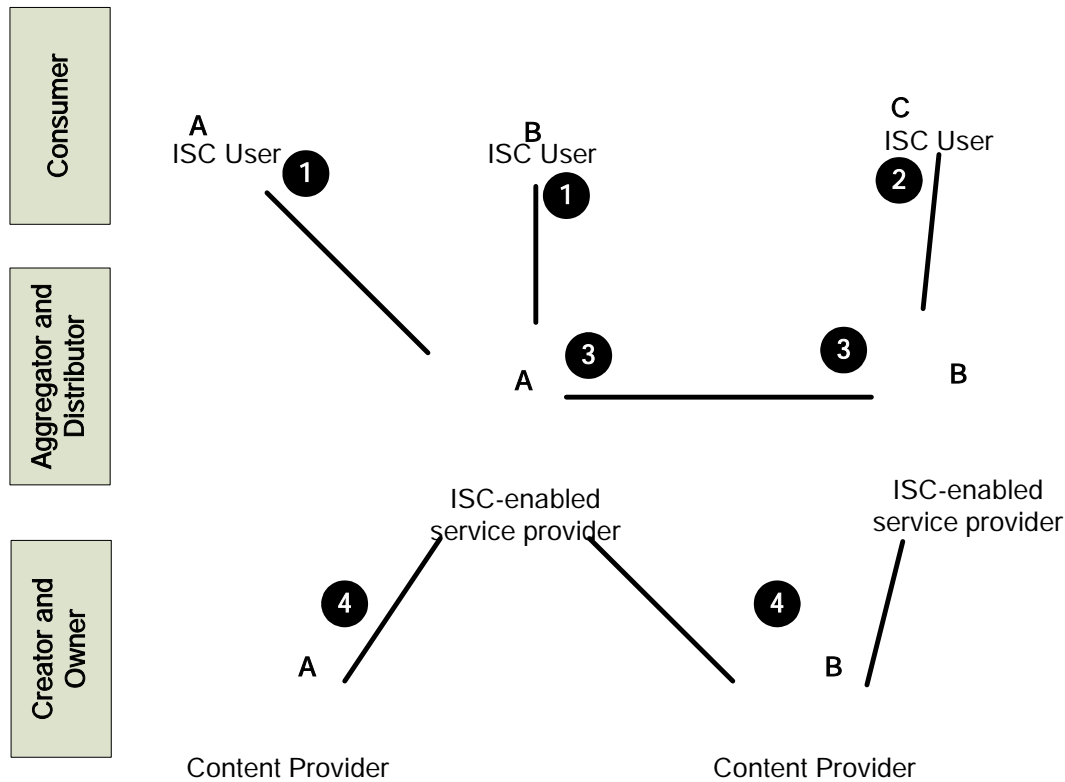 Consumer
A
ISC User
1
B
ISC User
1
C
ISC User
2
Aggregator and
Distributor
A
3
3
B
ISC-enabled
service provider
ISC-enabled
service provider
Creator and
Owner
4
A
4
B
Content Provider
Content Provider